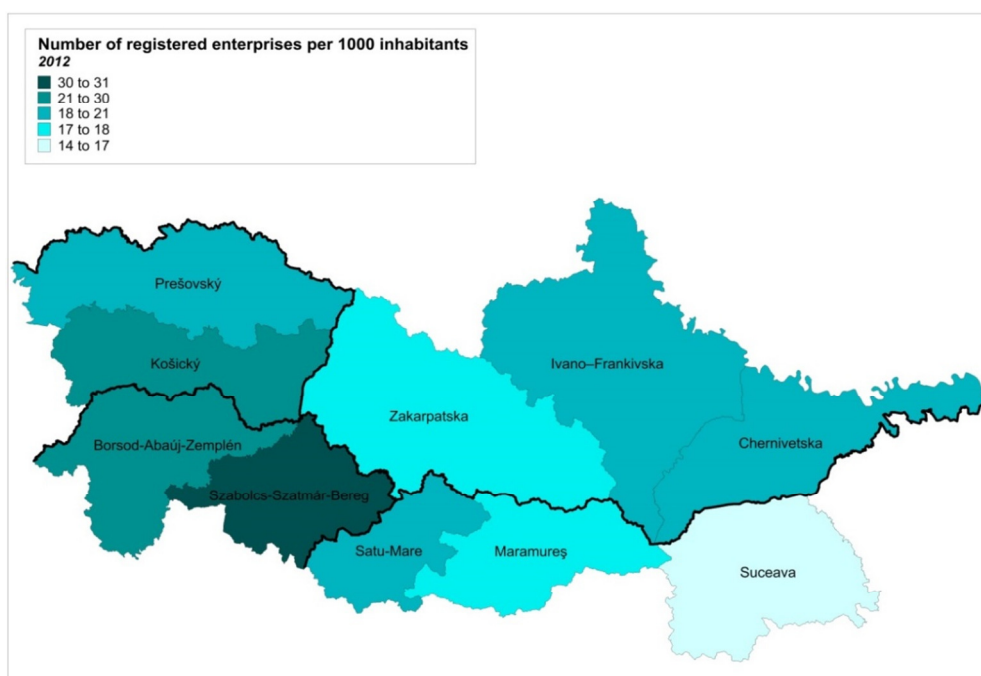 Number of registered enterprises per 1000 inhabitants
2012
30 to 31
21 to 30
18 to 21
17 to 18
14 to 17
Prešovský
Košický
Ivano–Frankivska
Zakarpatska
Chernivetska
Borsod-Abaúj-Zemplén
Szabolcs-Szatmár-Bereg
Satu-Mare
Maramureş
Suceava